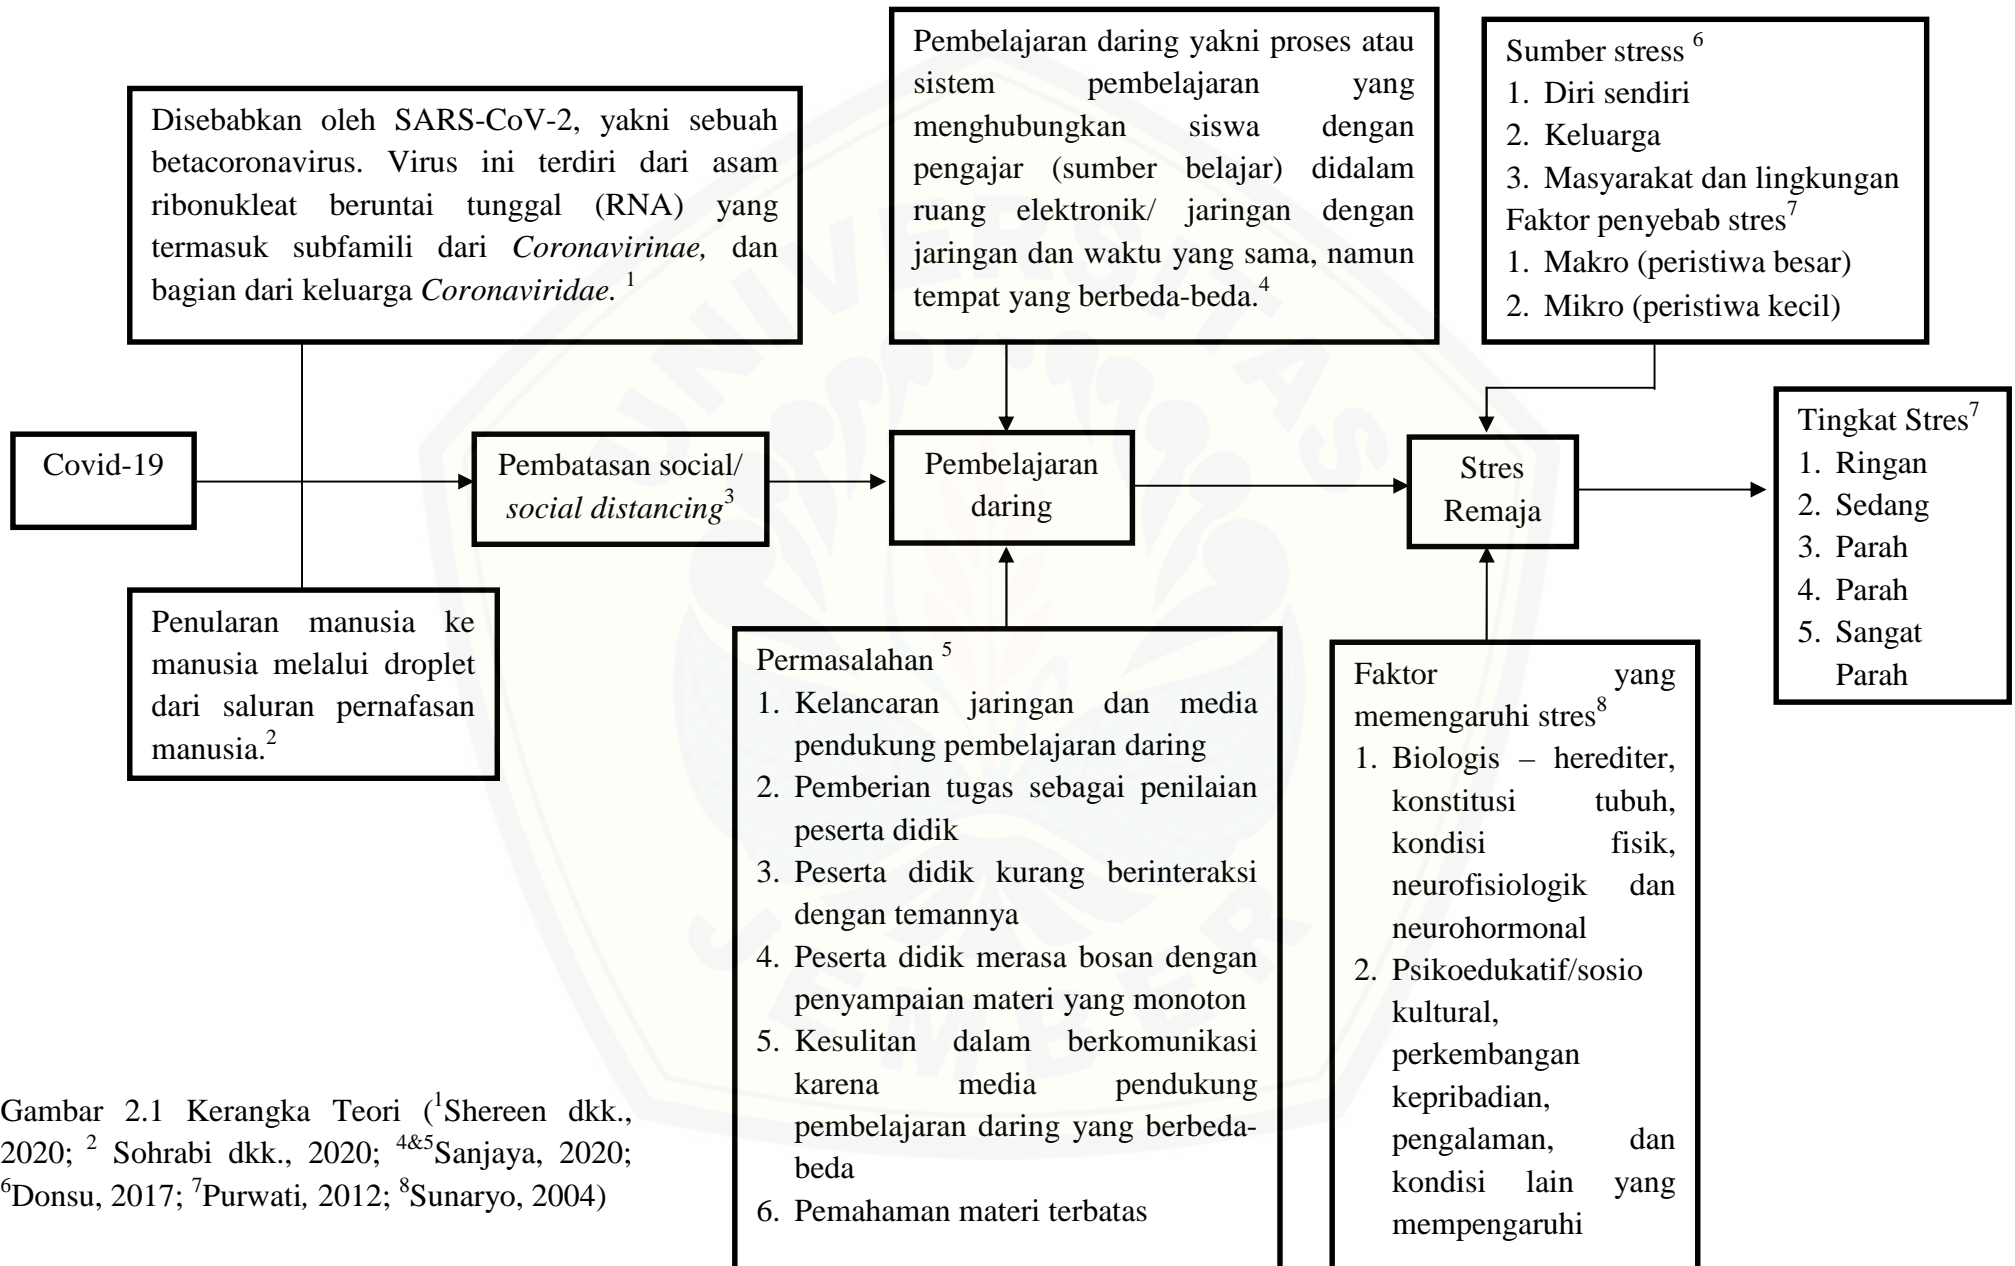 Disebabkan oleh SARS-CoV-2, yakni sebuah
betacoronavirus. Virus ini terdiri dari asam
ribonukleat beruntai tunggal (RNA) yang
termasuk subfamili dari Coronavirinae, dan
bagian dari keluarga Coronaviridae. 1
Pembelajaran daring yakni proses atau
sistem pembelajaran yang
menghubungkan siswa dengan
pengajar (sumber belajar) didalam
ruang elektronik/ jaringan dengan
jaringan dan waktu yang sama, namun
tempat yang berbeda-beda.4
Sumber stress 6
1. Diri sendiri
2. Keluarga
3. Masyarakat dan lingkungan
Faktor penyebab stres7
1. Makro (peristiwa besar)
2. Mikro (peristiwa kecil)
Covid-19
Pembatasan social/
social distancing3
Pembelajaran
daring
Stres
Remaja
Tingkat Stres7
1. Ringan
2. Sedang
3. Parah
4. Parah
5. Sangat
Parah
Penularan manusia ke
manusia melalui droplet
dari saluran pernafasan
manusia.2
Permasalahan 5
1. Kelancaran jaringan dan media
pendukung pembelajaran daring
2. Pemberian tugas sebagai penilaian
peserta didik
3. Peserta didik kurang berinteraksi
dengan temannya
4. Peserta didik merasa bosan dengan
penyampaian materi yang monoton
5. Kesulitan dalam berkomunikasi
karena media pendukung
pembelajaran daring yang berbeda-
beda
6. Pemahaman materi terbatas
Faktor yang
memengaruhi stres8
1. Biologis – herediter,
konstitusi tubuh,
kondisi fisik,
neurofisiologik dan
neurohormonal
2. Psikoedukatif/sosio
kultural,
perkembangan
kepribadian,
pengalaman, dan
kondisi lain yang
mempengaruhi
Gambar 2.1 Kerangka Teori (1Shereen dkk.,
2020; 2 Sohrabi dkk., 2020; 4&5Sanjaya, 2020;
6Donsu, 2017; 7Purwati, 2012; 8Sunaryo, 2004)
UNIVERSITAS
JEMBER